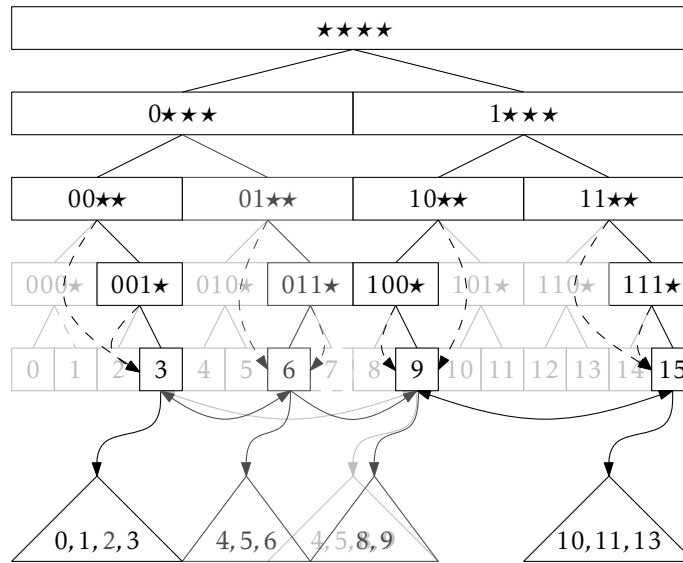 ★★★★
0★★★ 1★★★
00★★ 01★★ 10★★ 11★★
000★ 001★ 010★ 011★ 100★ 101★ 110★ 111★
0 1 2 3 4 5 6 7 8 9 10 11 12 13 14 15
0, 1, 2, 3 4, 5, 6 4, 5, 8, 9 10, 11, 13